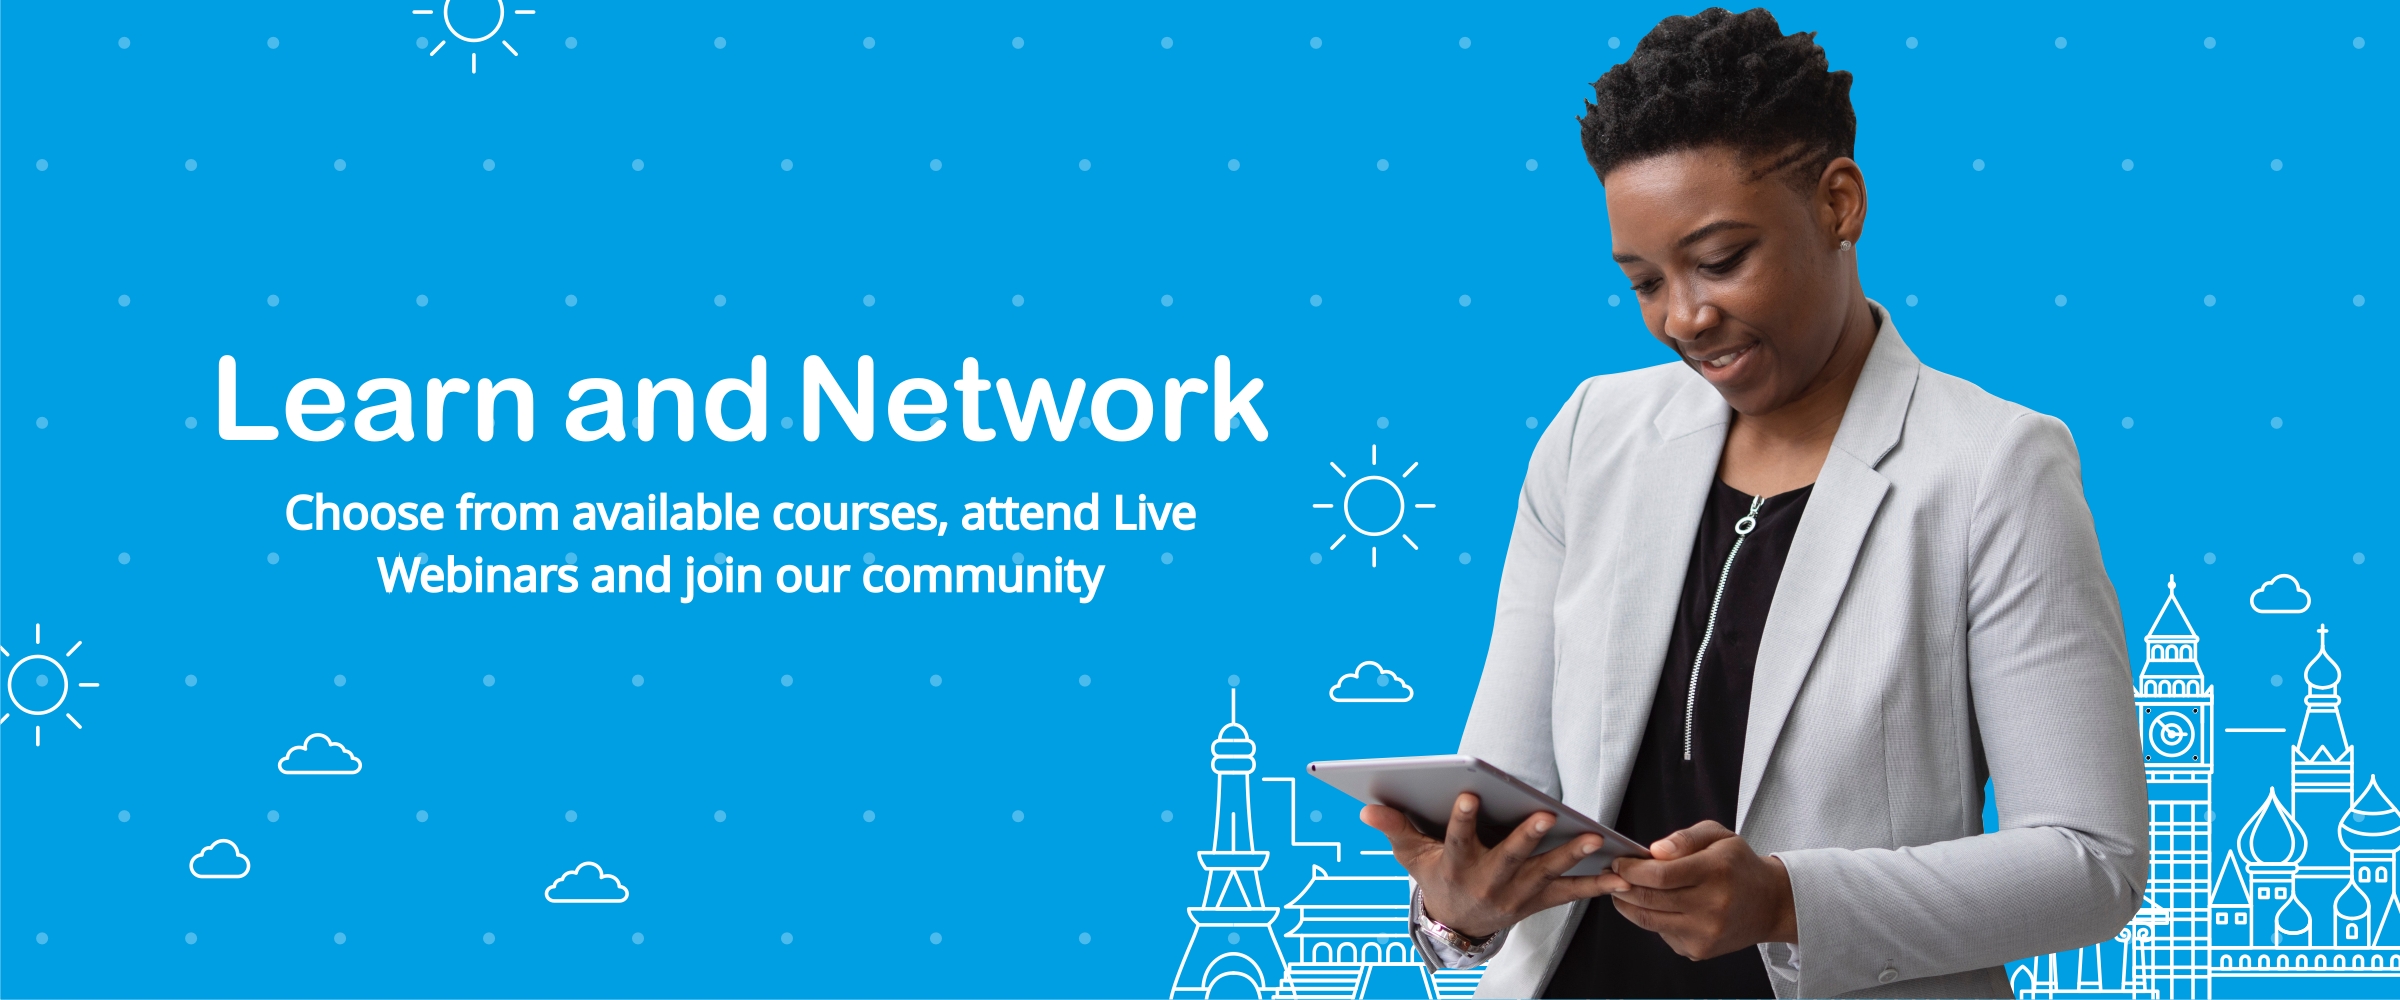 Learn and Network
Choose from available courses, attend Live
Webinars and join our community